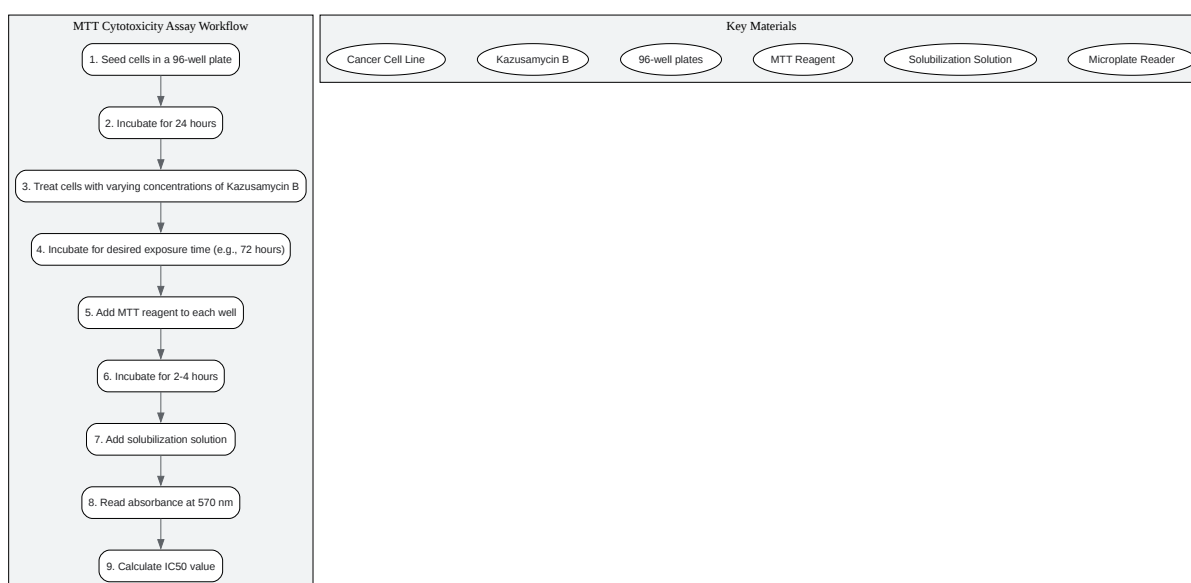 MTT Cytotoxicity Assay Workflow
1. Seed cells in a 96-well plate
2. Incubate for 24 hours
3. Treat cells with varying concentrations of Kazusamycin B
4. Incubate for desired exposure time (e.g., 72 hours)
5. Add MTT reagent to each well
6. Incubate for 2-4 hours
7. Add solubilization solution
8. Read absorbance at 570 nm
9. Calculate IC50 value
Key Materials
Cancer Cell Line
Kazusamycin B
96-well plates
MTT Reagent
Solubilization Solution
Microplate Reader